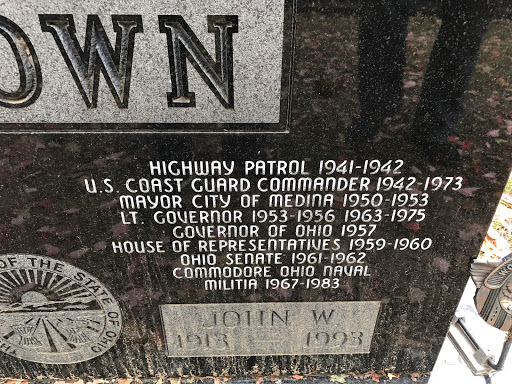 OWN
HIGHWAY PATROL 1941-1942
U.S. COAST GUARD COMMANDER 1942-1973
MAYOR CITY OF MEDINA 1950-1953
LT. GOVERNOR 1953-1956 1963-1975
GOVERNOR OF OHIO 1957
HOUSE OF REPRESENTATIVES 1959-1960
OHIO SENATE 1961-1962
COMMODORE OHIO NAVAL
MILITIA 1967-1983
OF THE STATE OF OHIO
JOHN W.
1913 1993